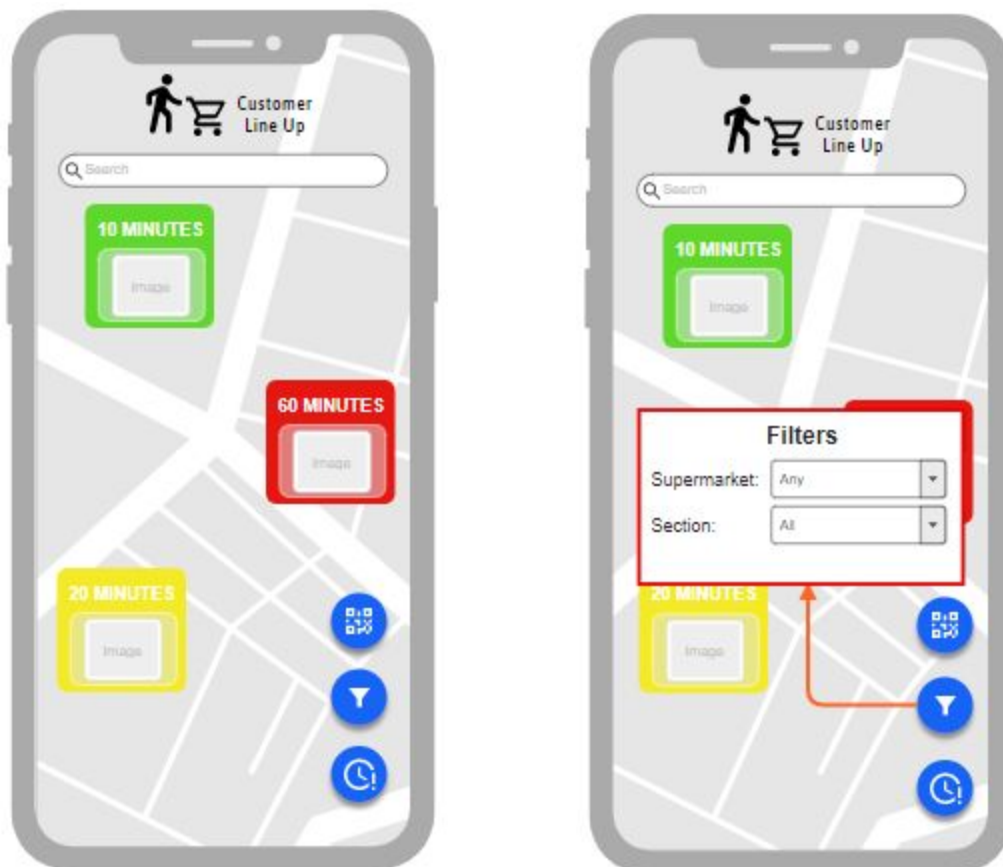 Customer
Line Up
Search
10 MINUTES
Image
60 MINUTES
Image
20 MINUTES
Image
Customer
Line Up
Search
10 MINUTES
Image
Filters
Supermarket: Any
Section: All
20 MINUTES
Image